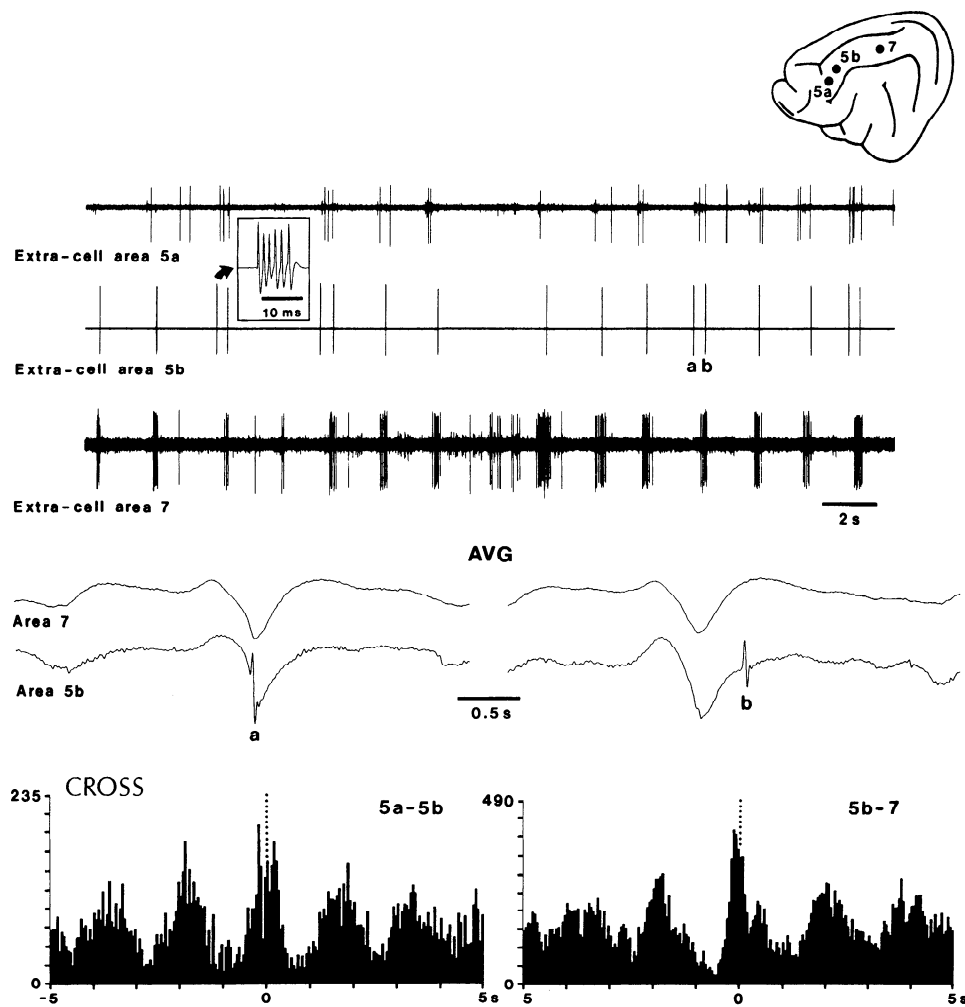 5b
7
5a
Extra-cell area 5a
10 ms
Extra-cell area 5b
a b
Extra-cell area 7
2 s
AVG
Area 7
Area 5b
0.5 s
a
b
CROSS
235
5a-5b
490
5b-7
0
-5
0
5 s
0
-5
0
5 s